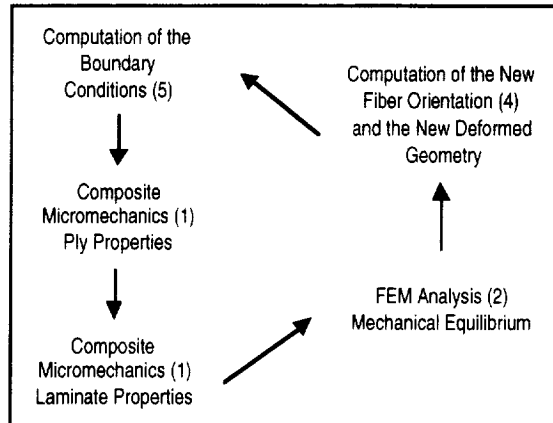 Computation of the
Boundary
Conditions (5)
Composite
Micromechanics (1)
Ply Properties
Composite
Micromechanics (1)
Laminate Properties
FEM Analysis (2)
Mechanical Equilibrium
Computation of the New
Fiber Orientation (4)
and the New Deformed
Geometry